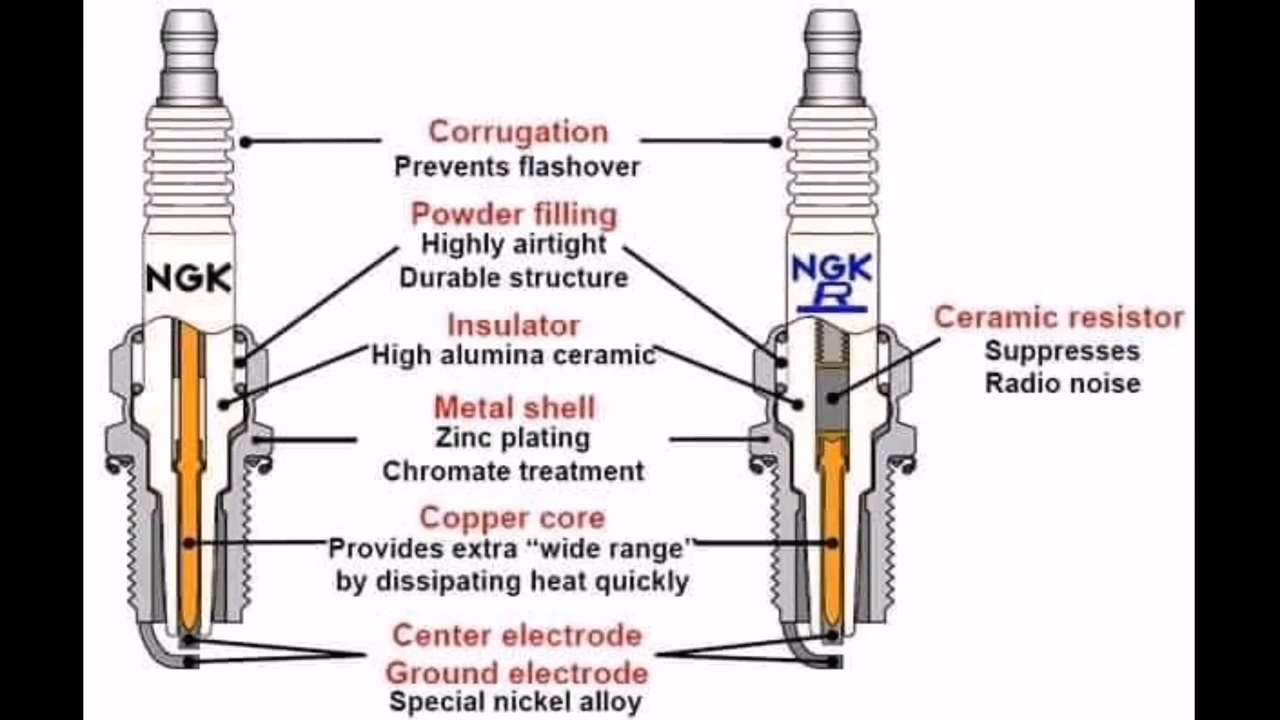 Corrugation
Prevents flashover
Powder filling
Highly airtight
Durable structure
NGK
NGK
R
Insulator
High alumina ceramic
Ceramic resistor
Suppresses
Radio noise
Metal shell
Zinc plating
Chromate treatment
Copper core
Provides extra “wide range”
by dissipating heat quickly
Center electrode
Ground electrode
Special nickel alloy